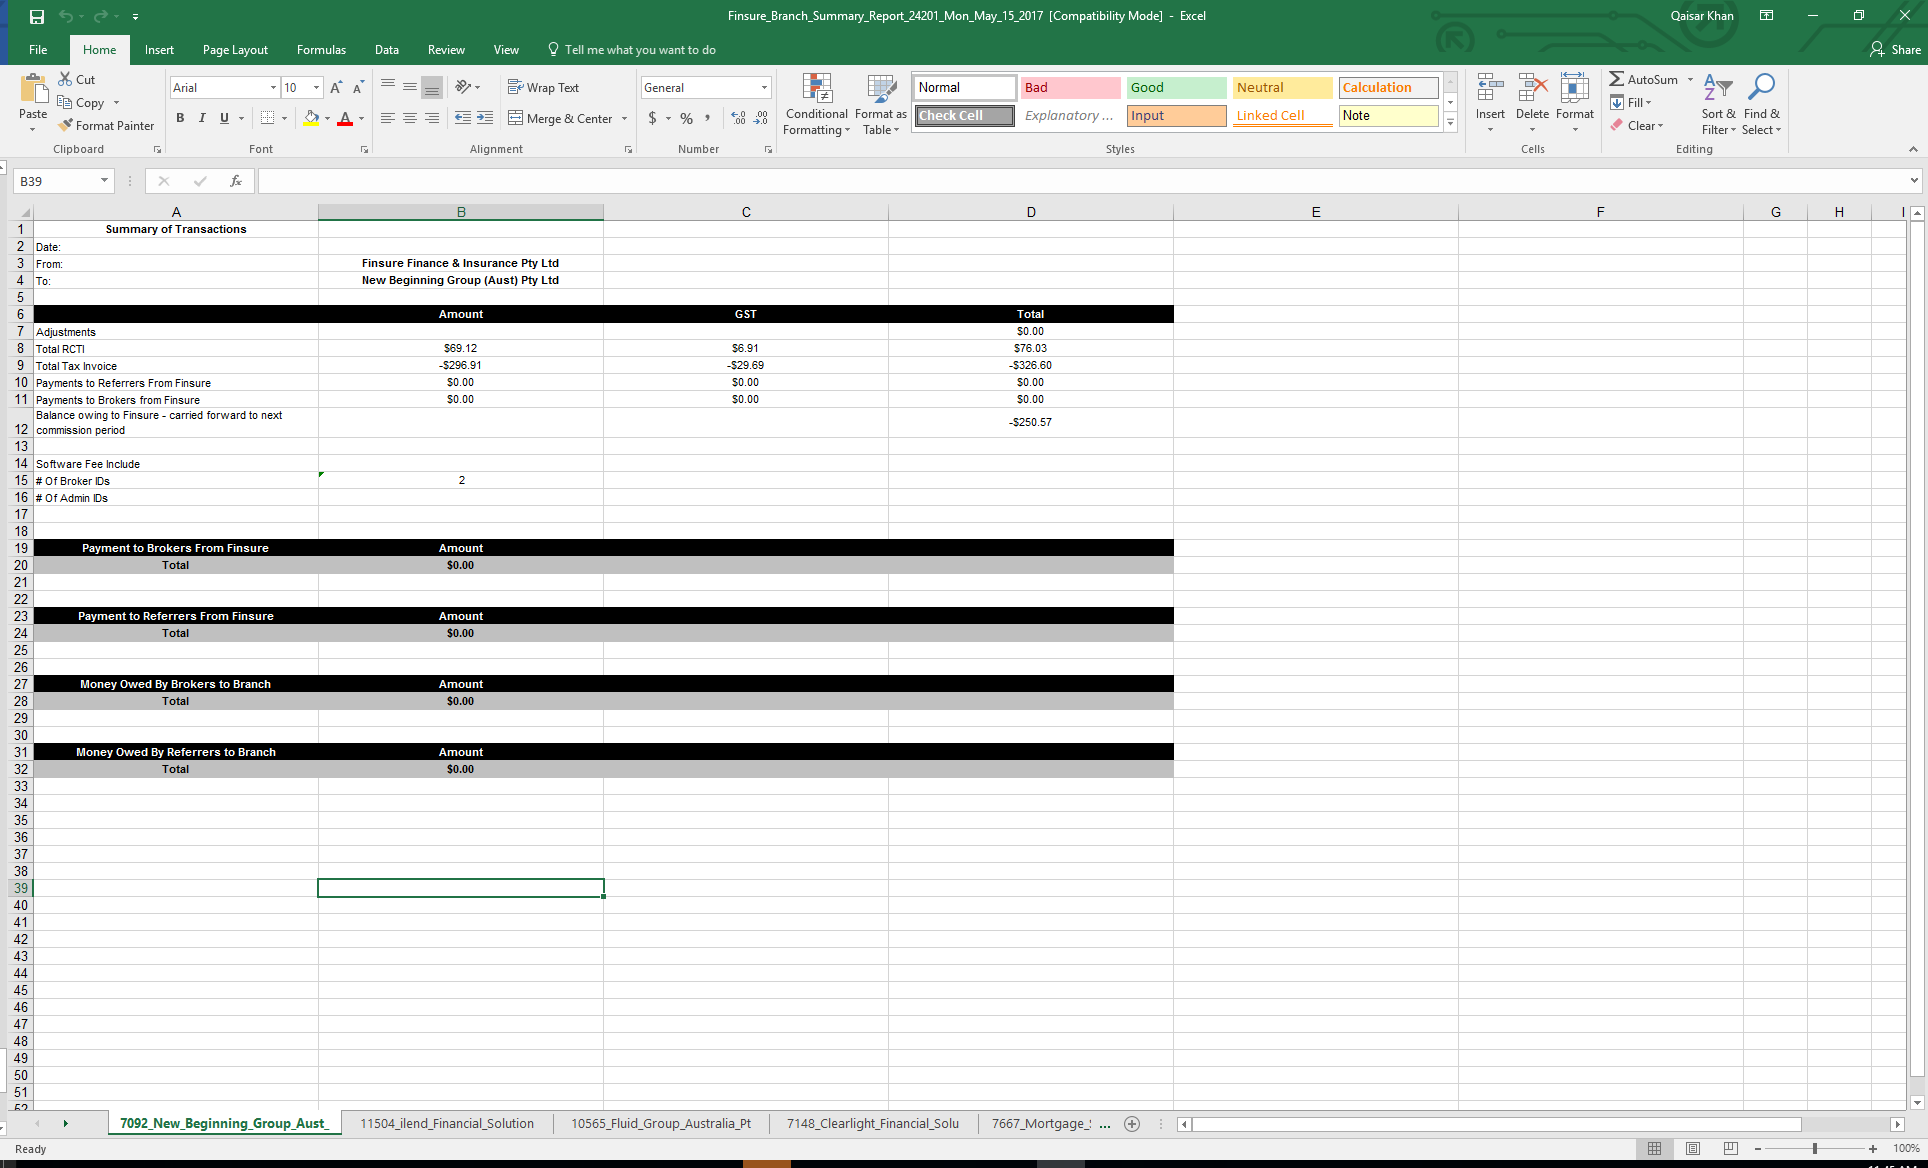 Finsure_Branch_Summary_Report_24201_Mon_May_15_2017 [Compatibility Mode] - Excel
Qaisar Khan
File Home Insert Page Layout Formulas Data Review View Tell me what you want to do Share
Paste
Cut
Copy
Format Painter
Clipboard
Arial 10
B I U
Font
Wrap Text
Merge & Center
Alignment
General
$ % ,
Number
Conditional Formatting
Format as Table
Normal Bad Good Neutral Calculation
Check Cell Explanatory ... Input Linked Cell Note
Styles
Insert Delete Format
Cells
AutoSum
Fill
Clear
Sort & Filter
Find & Select
Editing
B39 fx
A B C D E F G H I
1 Summary of Transactions
2 Date:
3 From: Finsure Finance & Insurance Pty Ltd
4 To: New Beginning Group (Aust) Pty Ltd
5
6 Amount GST Total
7 Adjustments $0.00
8 Total RCTI $69.12 $6.91 $76.03
9 Total Tax Invoice -$296.91 -$29.69 -$326.60
10 Payments to Referrers From Finsure $0.00 $0.00 $0.00
11 Payments to Brokers from Finsure $0.00 $0.00 $0.00
Balance owing to Finsure - carried forward to next
12 commission period -$250.57
13
14 Software Fee Include
15 # Of Broker IDs 2
16 # Of Admin IDs
17
18
19 Payment to Brokers From Finsure Amount
20 Total $0.00
21
22
23 Payment to Referrers From Finsure Amount
24 Total $0.00
25
26
27 Money Owed By Brokers to Branch Amount
28 Total $0.00
29
30
31 Money Owed By Referrers to Branch Amount
32 Total $0.00
33
34
35
36
37
38
39
40
41
42
43
44
45
46
47
48
49
50
51
52
7092_New_Beginning_Group_Aust_ 11504_ilend_Financial_Solution 10565_Fluid_Group_Australia_Pt 7148_Clearlight_Financial_Solu 7667_Mortgage_ ...
Ready 100%